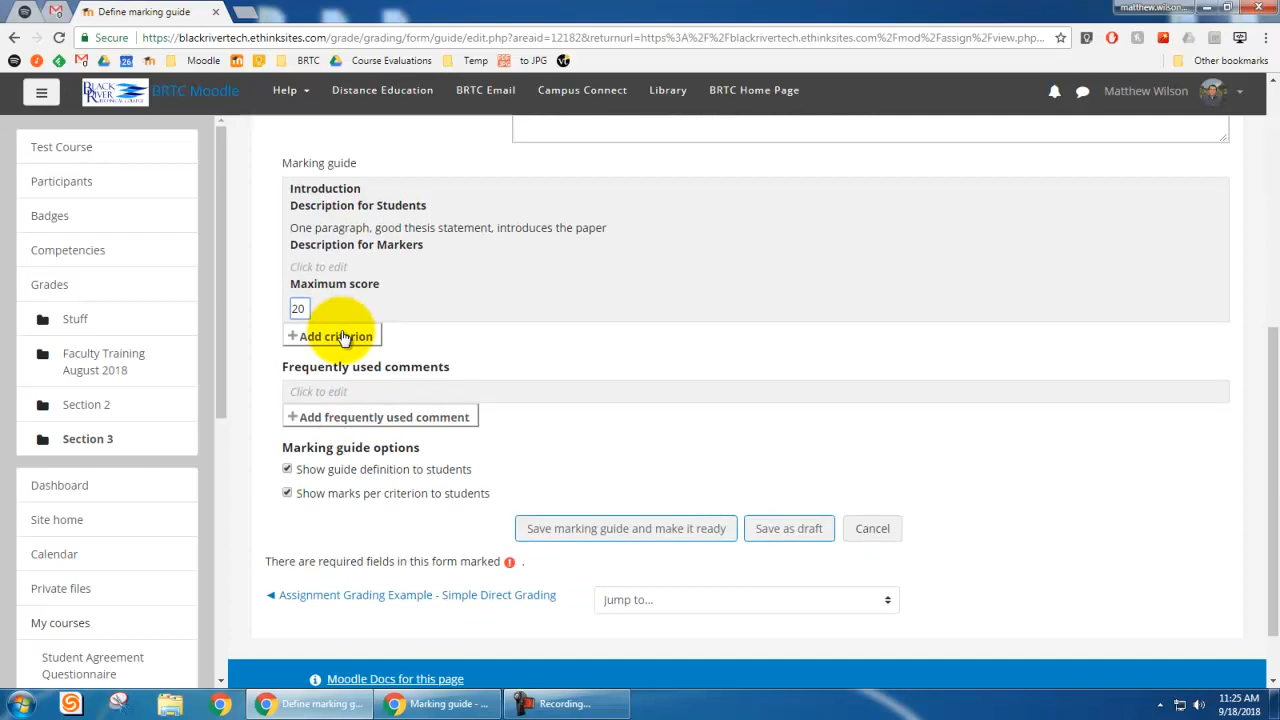 Define marking guide
matthew.wilson...
Secure https://blackrivertech.ethinksites.com/grade/grading/form/guide/edit.php?areaid=12182&returnurl=https%3A%2F%2Fblackrivertech.ethinksites.com%2Fmod%2Fassign%2Fview.php...
Moodle BRTC Course Evaluations Temp to JPG Other bookmarks
BLACK RIVER TECHNICAL COLLEGE BRTC Moodle Help Distance Education BRTC Email Campus Connect Library BRTC Home Page Matthew Wilson
Test Course
Participants
Badges
Competencies
Grades
Stuff
Faculty Training
August 2018
Section 2
Section 3
Dashboard
Site home
Calendar
Private files
My courses
Student Agreement
Questionnaire
Marking guide
Introduction
Description for Students
One paragraph, good thesis statement, introduces the paper
Description for Markers
Click to edit
Maximum score
20
+Add criterion
Frequently used comments
Click to edit
+Add frequently used comment
Marking guide options
Show guide definition to students
Show marks per criterion to students
Save marking guide and make it ready Save as draft Cancel
There are required fields in this form marked ! .
◄ Assignment Grading Example - Simple Direct Grading Jump to...
Moodle Docs for this page
Define marking g... Marking guide - ... Recording... 11:25 AM
9/18/2018